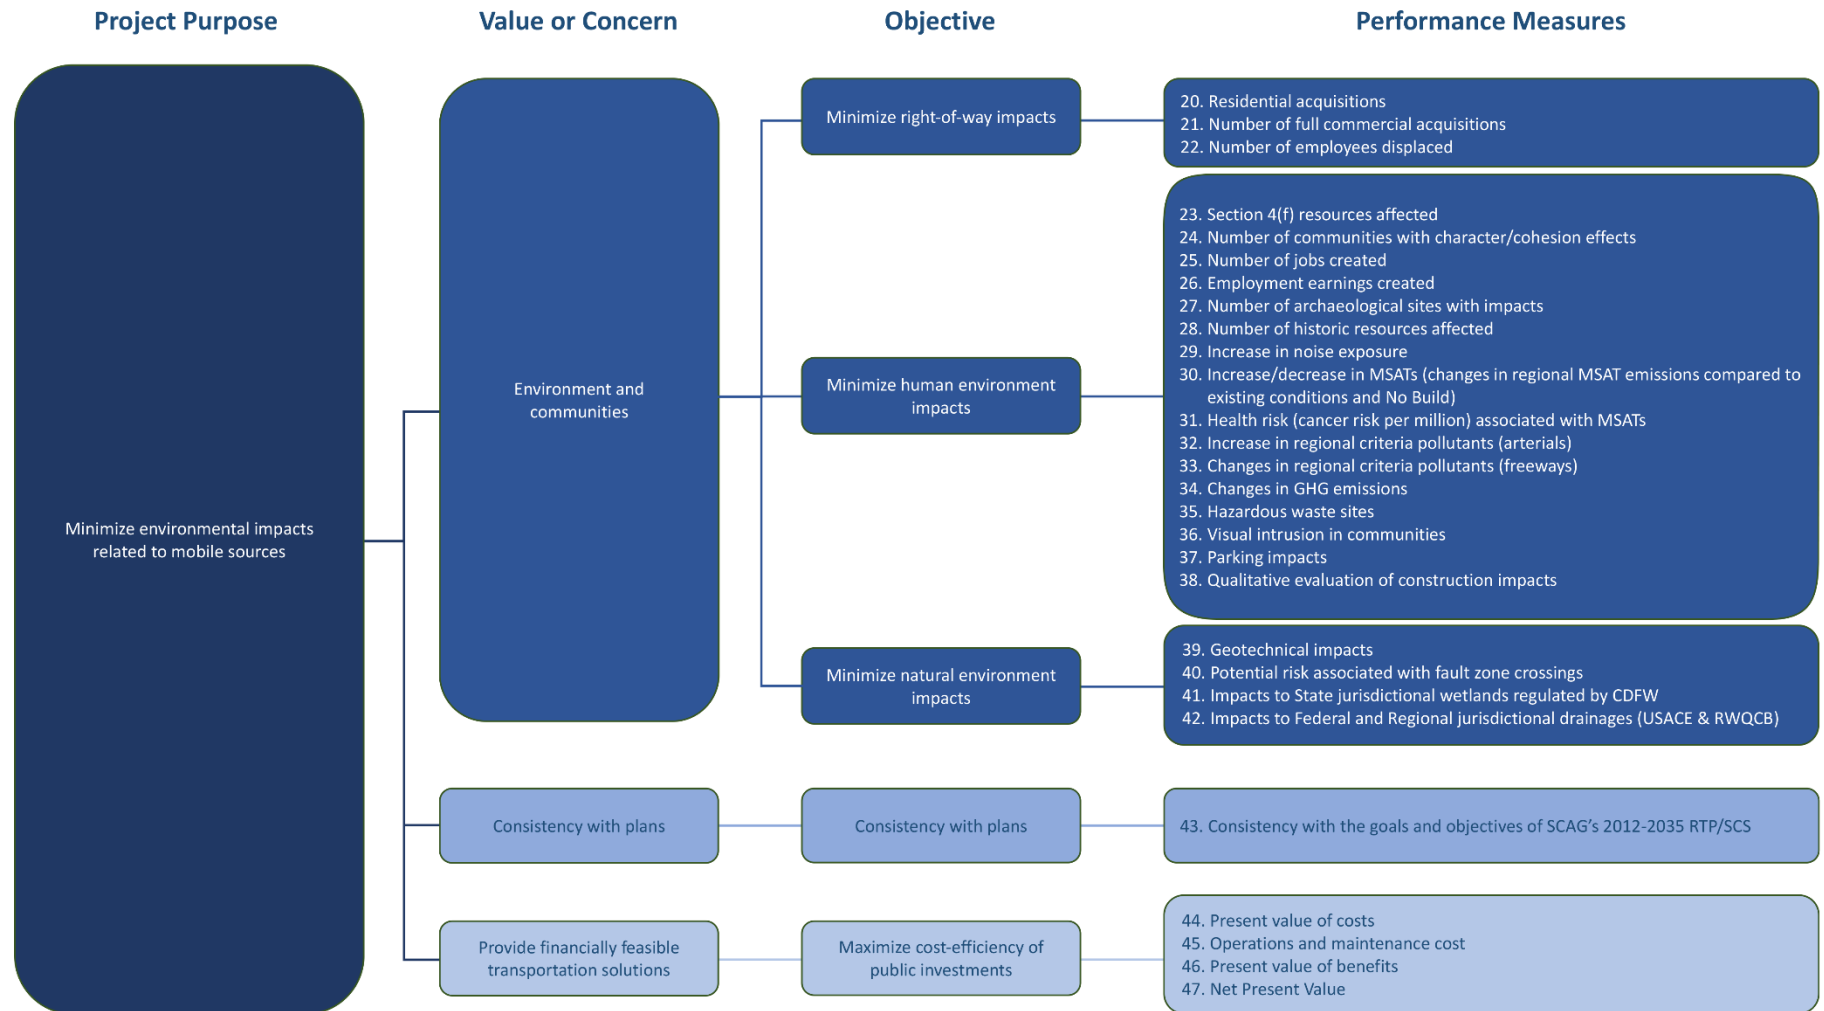 Project Purpose
Value or Concern
Objective
Performance Measures
Minimize environmental impacts
related to mobile sources
Environment and
communities
Minimize right-of-way impacts
20. Residential acquisitions
21. Number of full commercial acquisitions
22. Number of employees displaced
Minimize human environment
impacts
23. Section 4(f) resources affected
24. Number of communities with character/cohesion effects
25. Number of jobs created
26. Employment earnings created
27. Number of archaeological sites with impacts
28. Number of historic resources affected
29. Increase in noise exposure
30. Increase/decrease in MSATs (changes in regional MSAT emissions compared to
existing conditions and No Build)
31. Health risk (cancer risk per million) associated with MSATs
32. Increase in regional criteria pollutants (arterials)
33. Changes in regional criteria pollutants (freeways)
34. Changes in GHG emissions
35. Hazardous waste sites
36. Visual intrusion in communities
37. Parking impacts
38. Qualitative evaluation of construction impacts
Minimize natural environment
impacts
39. Geotechnical impacts
40. Potential risk associated with fault zone crossings
41. Impacts to State jurisdictional wetlands regulated by CDFW
42. Impacts to Federal and Regional jurisdictional drainages (USACE & RWQCB)
Consistency with plans
Consistency with plans
43. Consistency with the goals and objectives of SCAG's 2012-2035 RTP/SCS
Provide financially feasible
transportation solutions
Maximize cost-efficiency of
public investments
44. Present value of costs
45. Operations and maintenance cost
46. Present value of benefits
47. Net Present Value